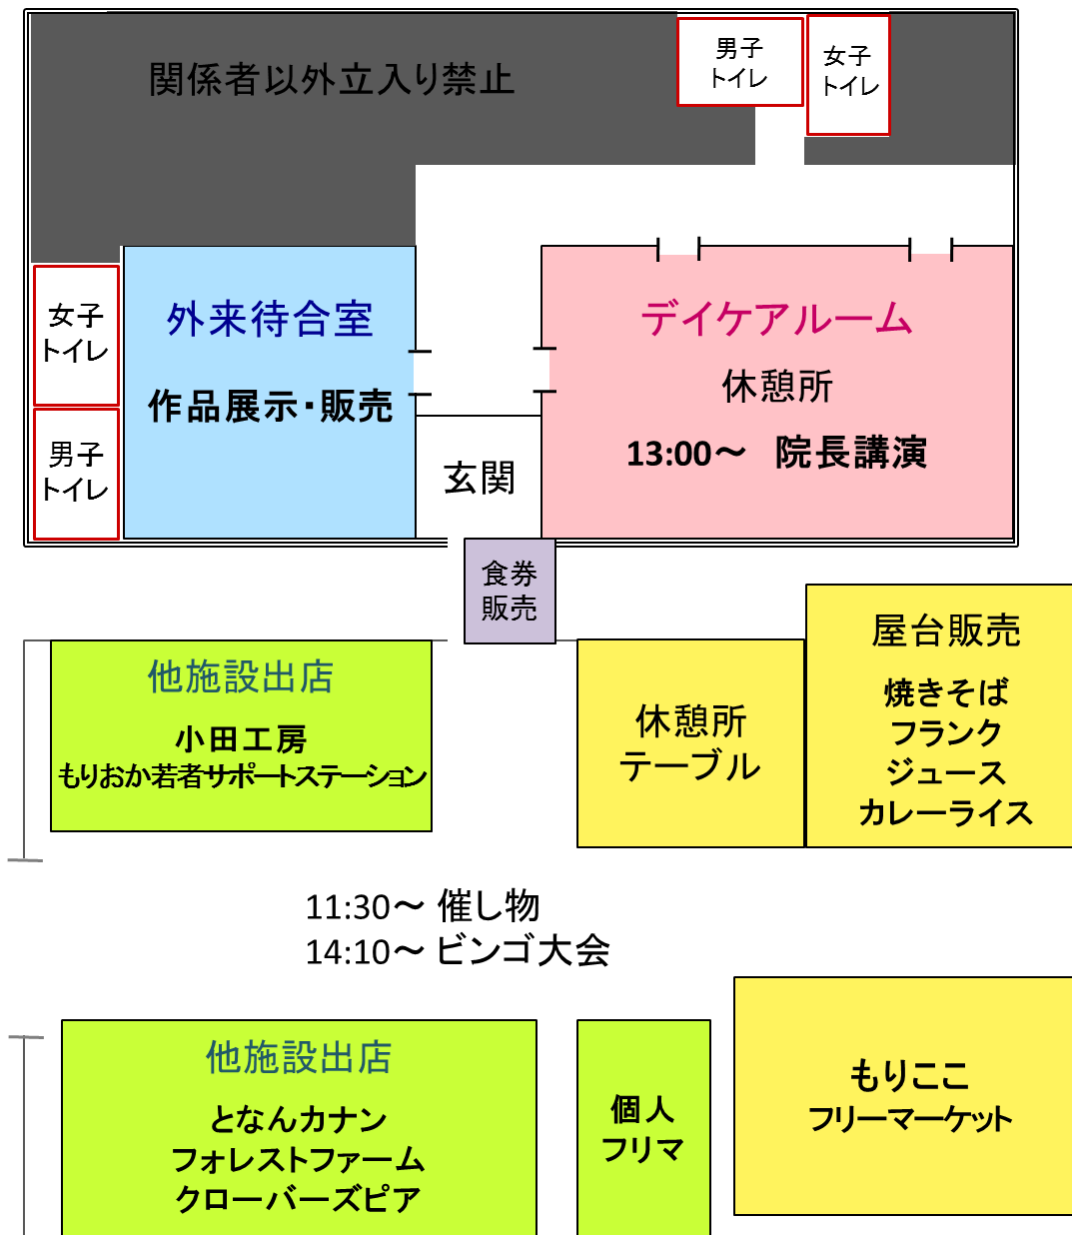 関係者以外立入り禁止
男子
トイレ
女子
トイレ
女子
トイレ
男子
トイレ
外来待合室
作品展示・販売
玄関
デイケアルーム
休憩所
13:00～ 院長講演
食券
販売
他施設出店
小田工房
もりおか若者サポートステーション
休憩所
テーブル
屋台販売
焼きそば
フランク
ジュース
カレーライス
11:30～ 催し物
14:10～ ビンゴ大会
他施設出店
となんカナン
フォレストファーム
クローバーズピア
個人
フリマ
もりここ
フリーマーケット